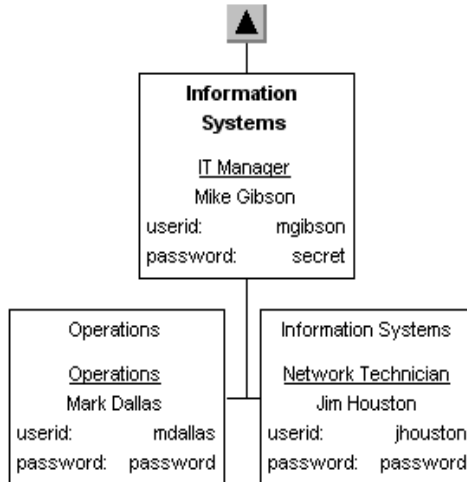 Information
Systems
IT Manager
Mike Gibson
userid: mgibson
password: secret
Operations
Operations
Mark Dallas
userid: mdallas
password: password
Information Systems
Network Technician
Jim Houston
userid: jhouston
password: password